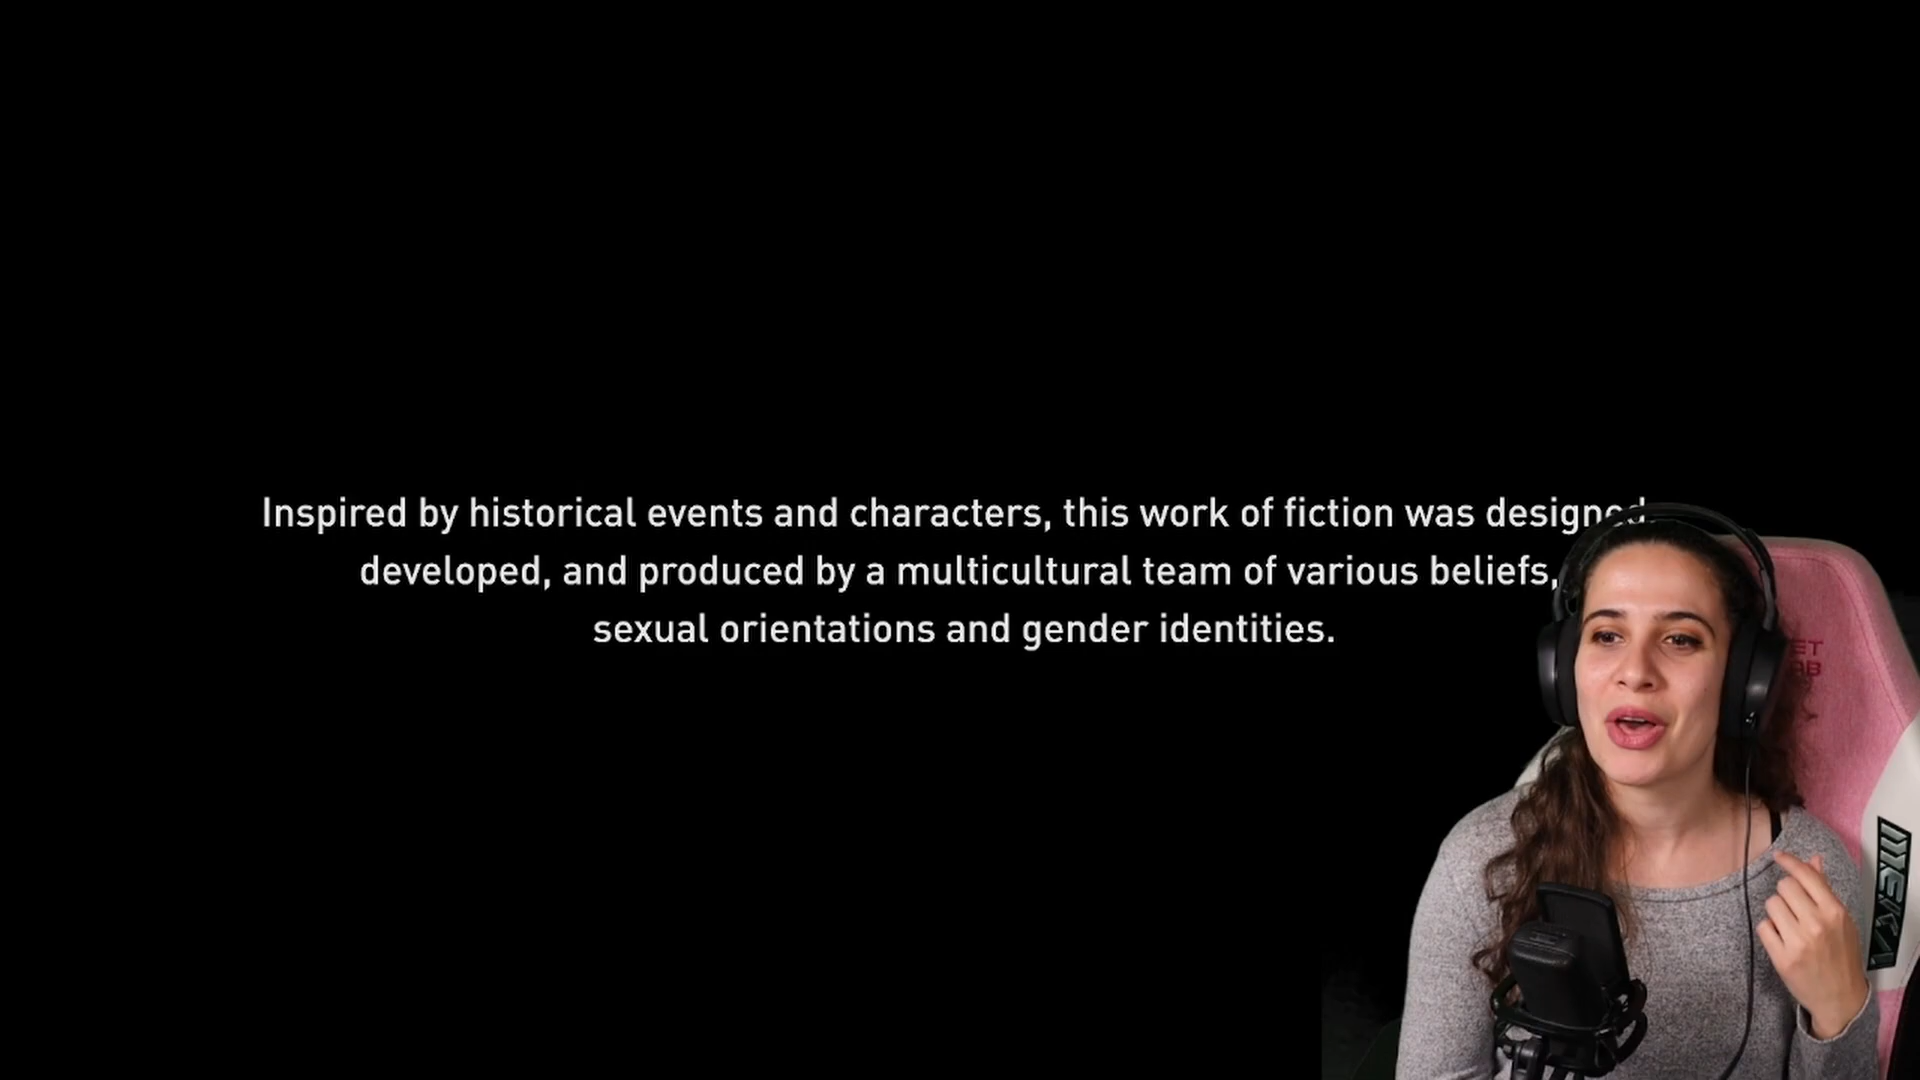 Inspired by historical events and characters, this work of fiction was designed,
developed, and produced by a multicultural team of various beliefs,
sexual orientations and gender identities.
MEKA